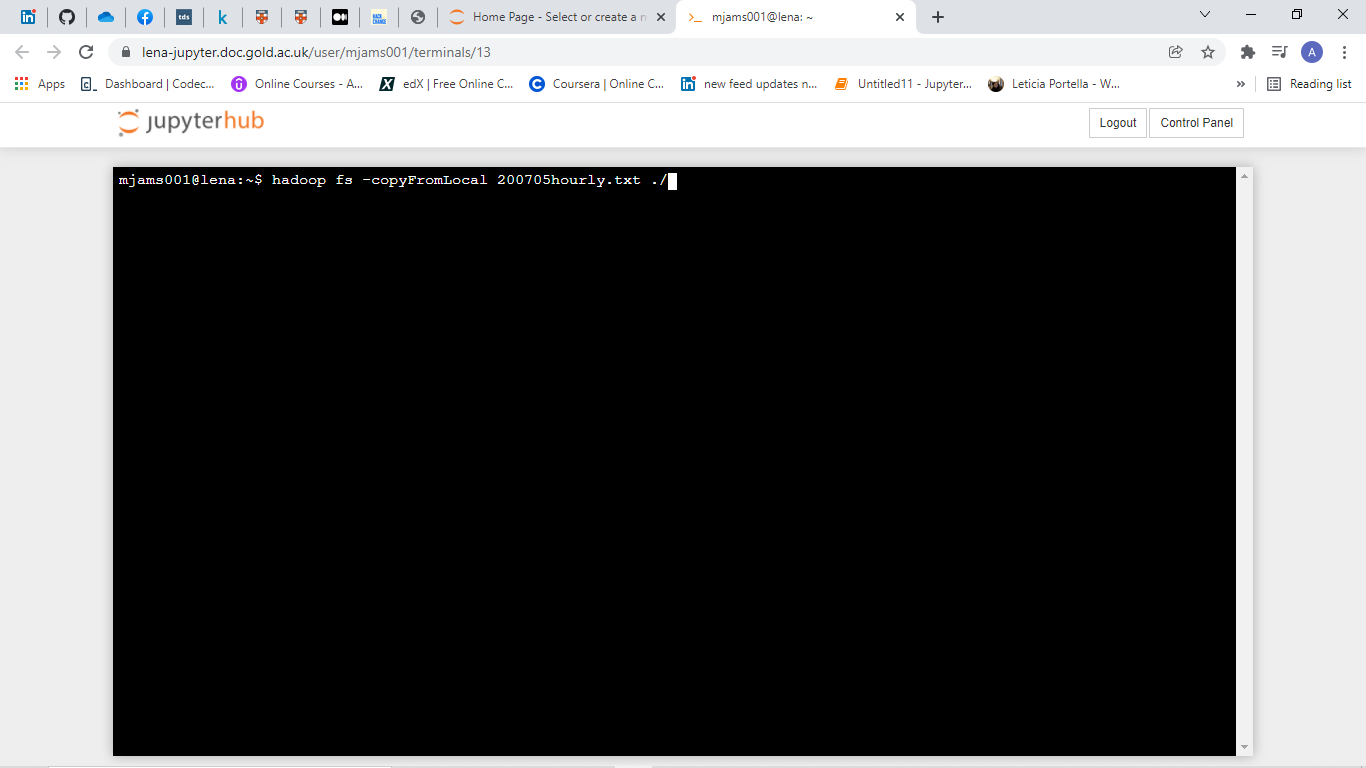 tds
k
HACK
CHANGE
Home Page - Select or create a n
mjams001@lena: ~
lena-jupyter.doc.gold.ac.uk/user/mjams001/terminals/13
A
Apps
Dashboard | Codec...
Online Courses - A...
edX | Free Online C...
Coursera | Online C...
new feed updates n...
Untitled11 - Jupyter...
Leticia Portella - W...
»
Reading list
jupyterhub
Logout
Control Panel
mjams001@lena:~$ hadoop fs -copyFromLocal 200705hourly.txt ./